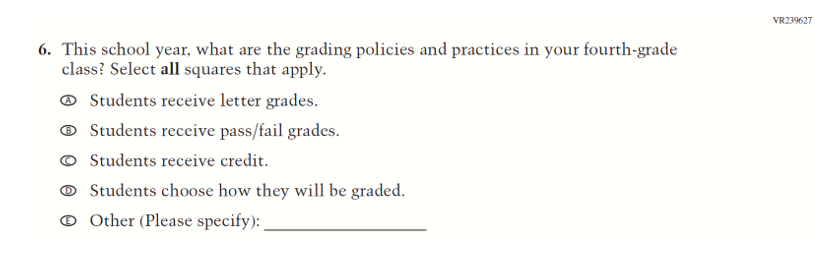 VR239627
6. This school year, what are the grading policies and practices in your fourth-grade
class? Select all squares that apply.
A Students receive letter grades.
B Students receive pass/fail grades.
C Students receive credit.
D Students choose how they will be graded.
E Other (Please specify):